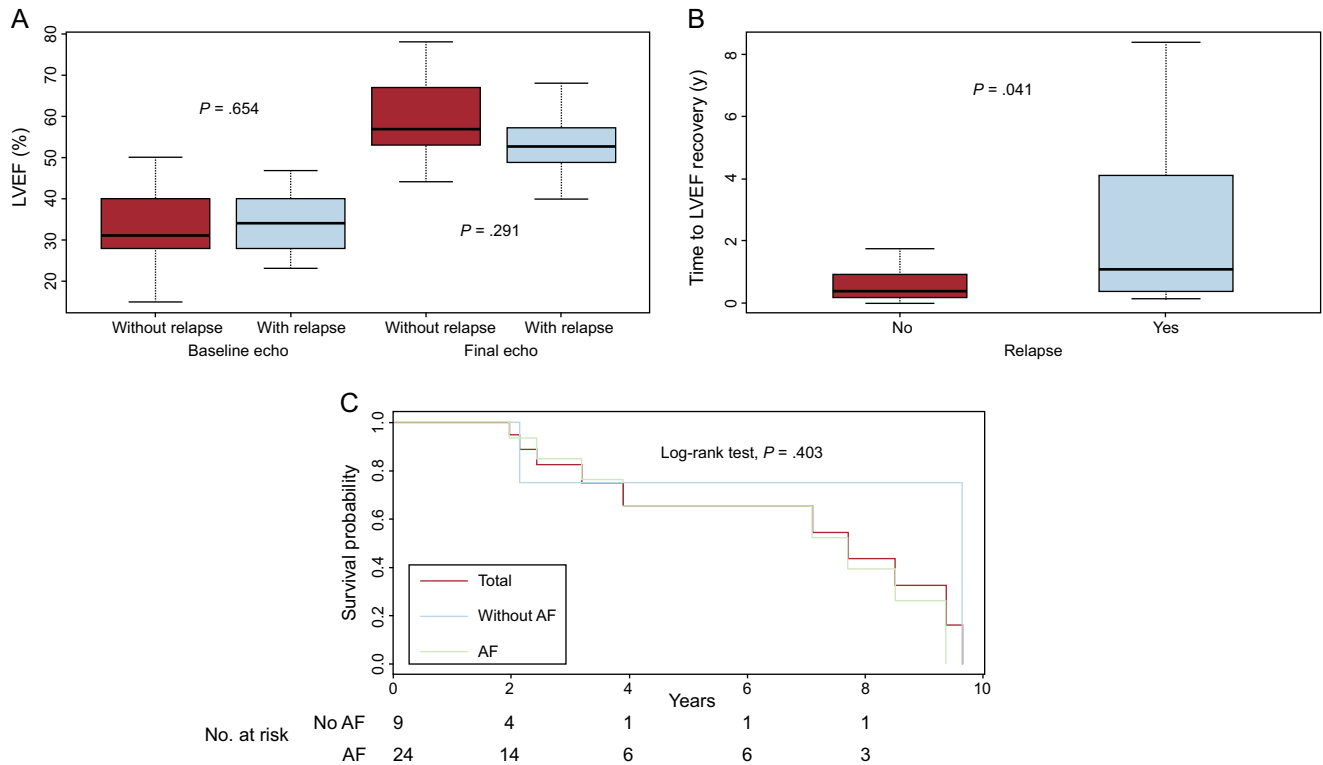 A
80
70
60
50
40
30
20
LVEF (%)
P = .654
P = .291
Without relapse With relapse Without relapse With relapse
Baseline echo Final echo
B
8
6
4
2
0
Time to LVEF recovery (y)
P = .041
No Yes
Relapse
C
1.0
0.8
0.6
0.4
0.2
0.0
Survival probability
Log-rank test, P = .403
Total
Without AF
AF
0 2 4 6 8 10
Years
No. at risk
No AF 9 4 1 1 1
AF 24 14 6 6 3